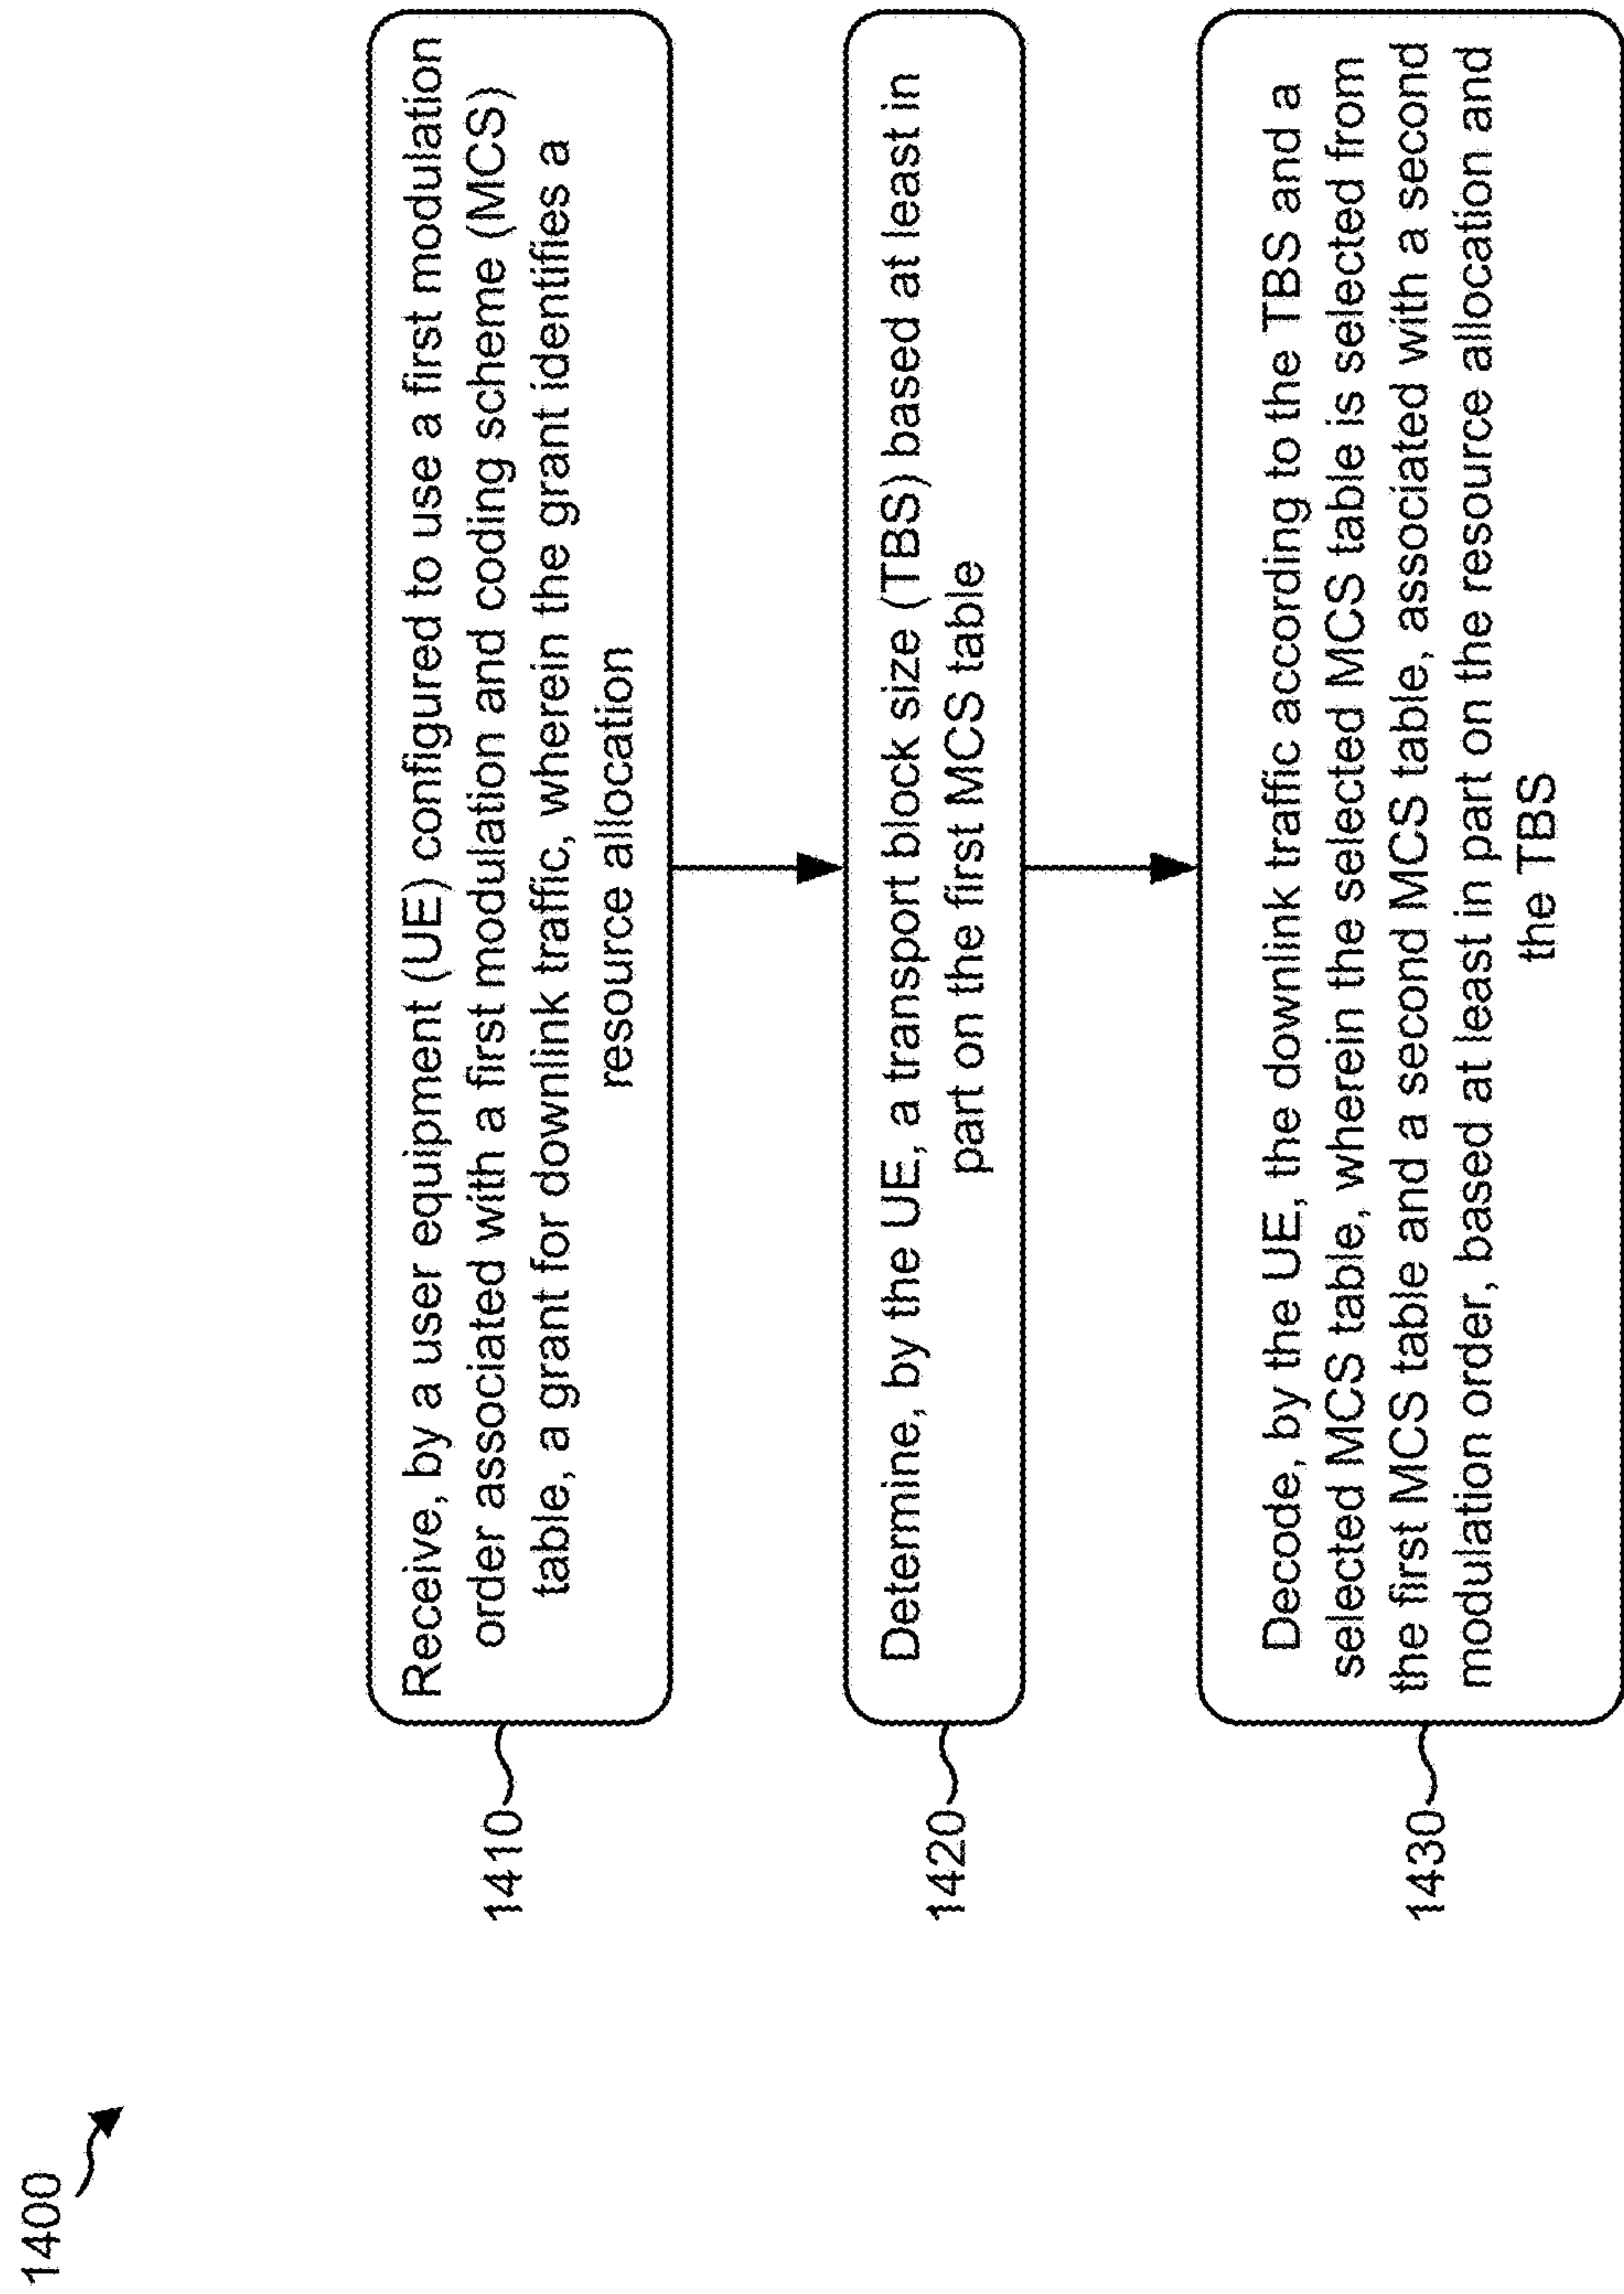 1400
1410
Receive, by a user equipment (UE) configured to use a first modulation
order associated with a first modulation and coding scheme (MCS)
table, a grant for downlink traffic, wherein the grant identifies a
resource allocation
1420
Determine, by the UE, a transport block size (TBS) based at least in
part on the first MCS table
1430
Decode, by the UE, the downlink traffic according to the TBS and a
selected MCS table, wherein the selected MCS table is selected from
the first MCS table and a second MCS table, associated with a second
modulation order, based at least in part on the resource allocation and
the TBS